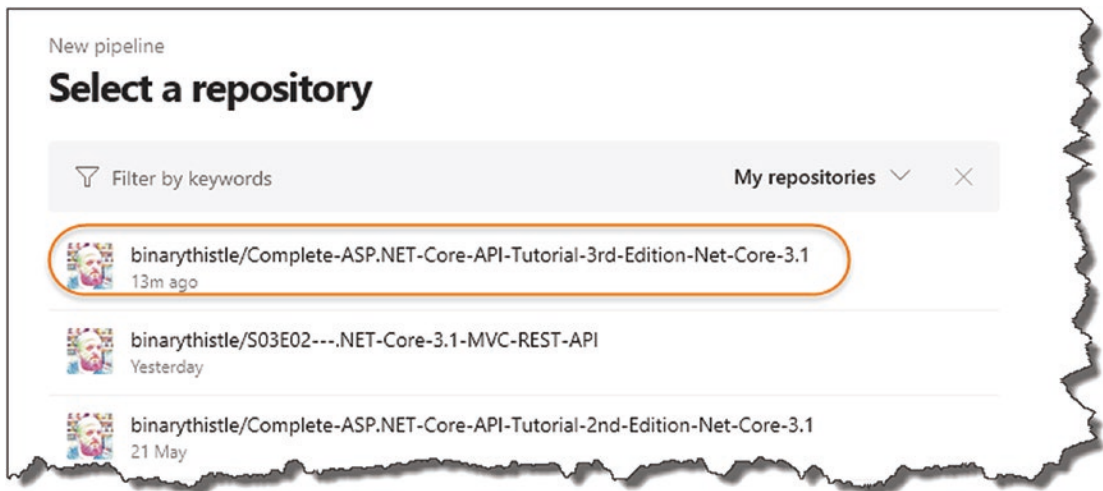 New pipeline
Select a repository
Filter by keywords
My repositories
binarythistle/Complete-ASP.NET-Core-API-Tutorial-3rd-Edition-Net-Core-3.1
13m ago
binarythistle/S03E02---.NET-Core-3.1-MVC-REST-API
Yesterday
binarythistle/Complete-ASP.NET-Core-API-Tutorial-2nd-Edition-Net-Core-3.1
21 May